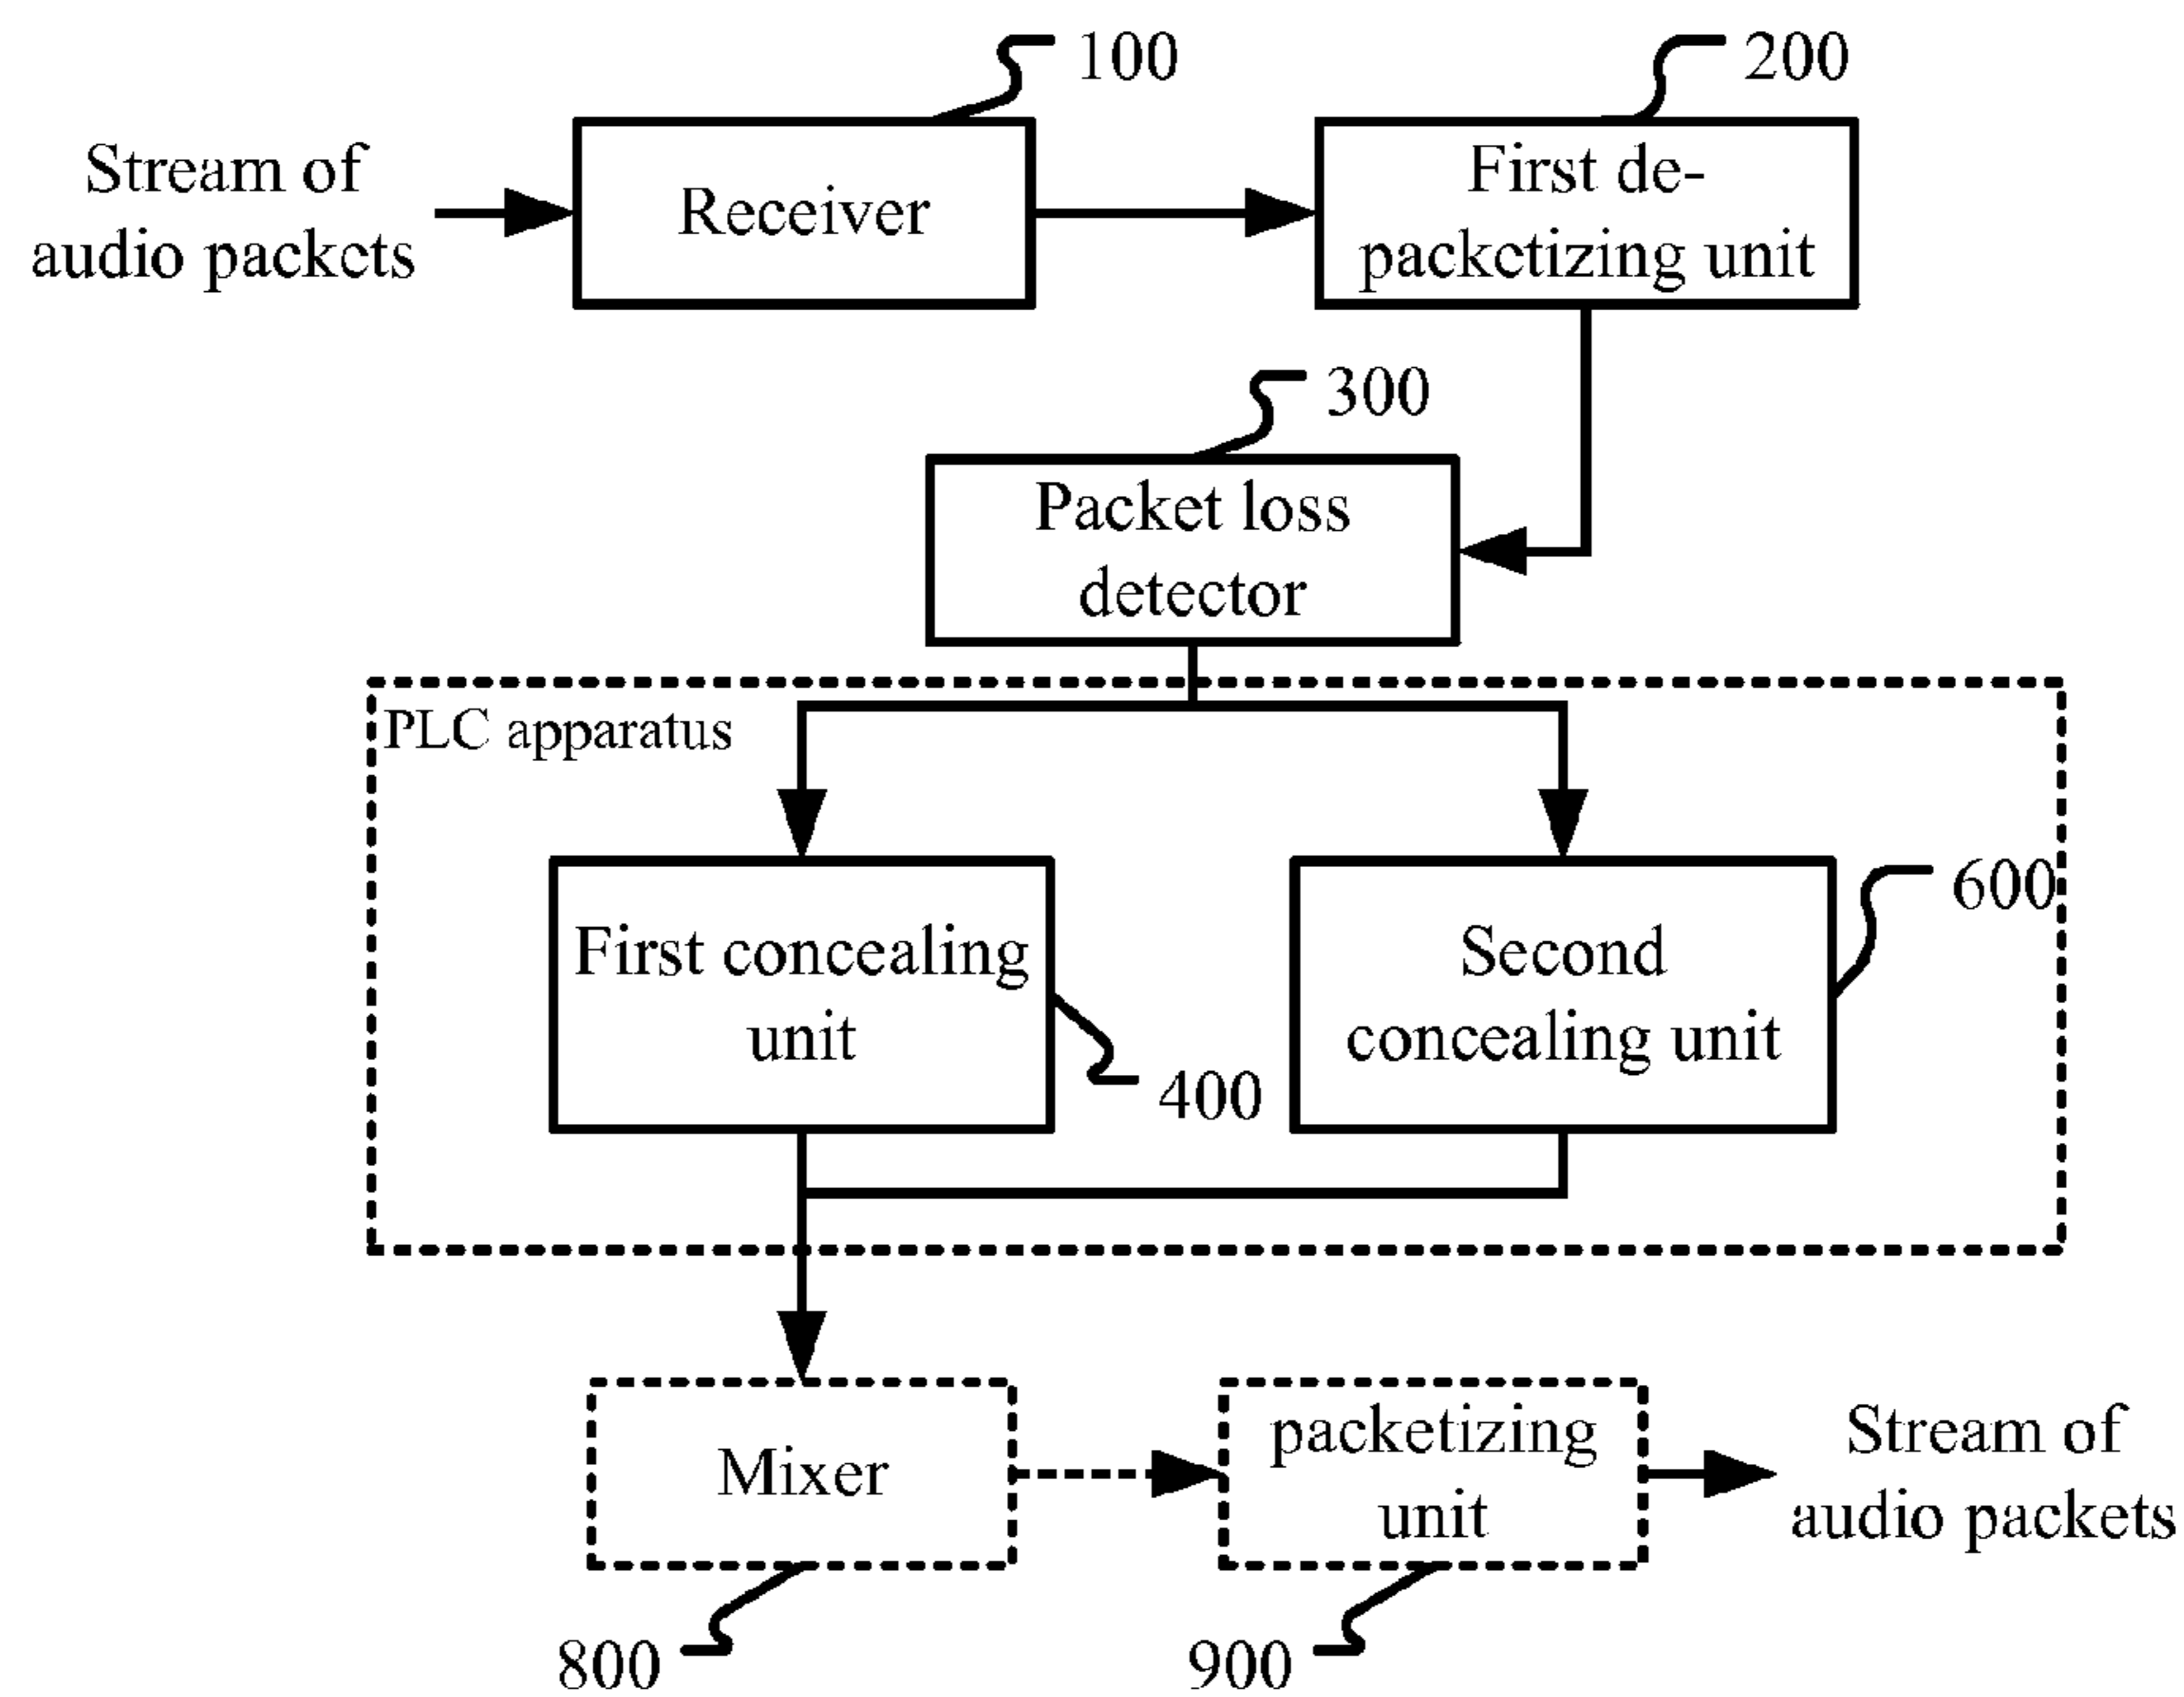 100
200
Stream of
audio packets
Receiver
First de-
packetizing unit
300
Packet loss
detector
PLC apparatus
600
First concealing
unit
Second
concealing unit
400
Mixer
packetizing
unit
Stream of
audio packets
800
900